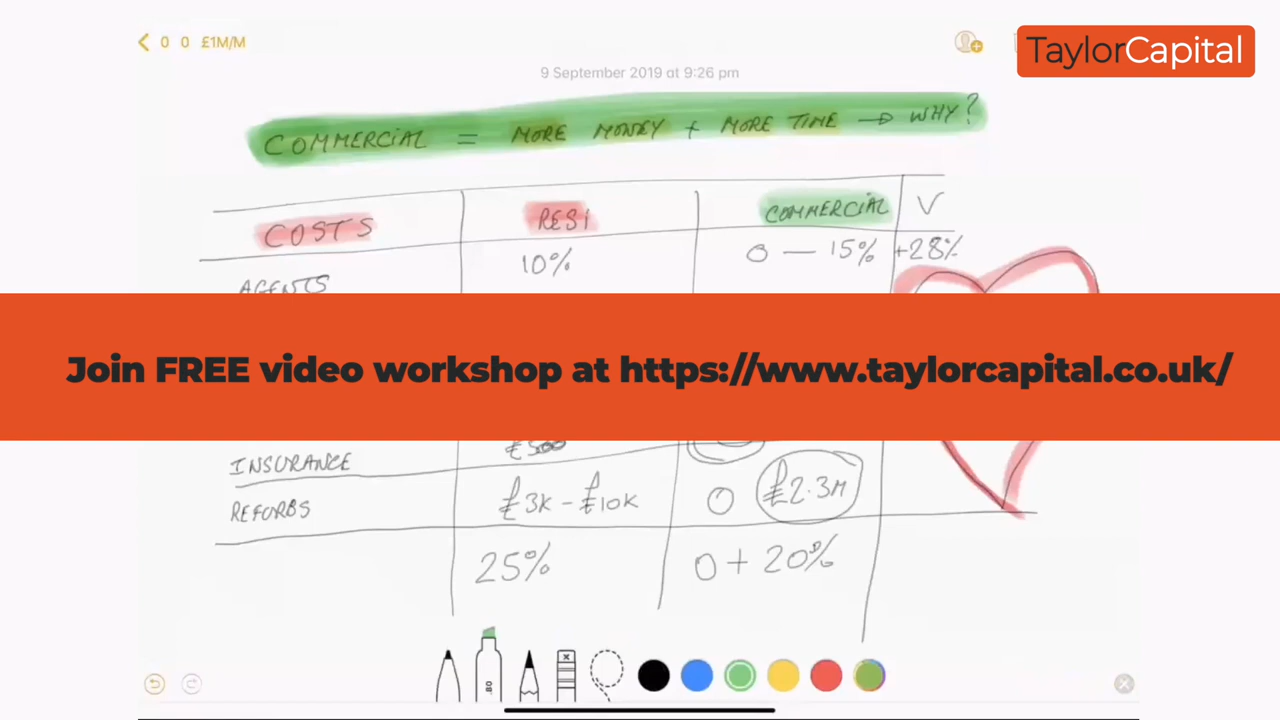 0 0 £1M/M
TaylorCapital
9 September 2019 at 9:26 pm
COMMERCIAL = MORE MONEY + MORE TIME → WHY?
COSTS RESI COMMERCIAL V
AGENTS 10% 0 — 15% +28%
Join FREE video workshop at https://www.taylorcapital.co.uk/
INSURANCE £500
REFURBS £3K - £10K 0 £2.3M
25% 0 + 20%
.80